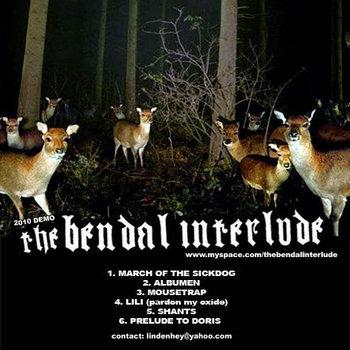 2010 DEMO
the bendal interlude
www.myspace.com/thebendalinterlude
1. MARCH OF THE SICKDOG
2. ALBUMEN
3. MOUSETRAP
4. LILI (pardon my oxide)
5. SHANTS
6. PRELUDE TO DORIS
contact: lindenhey@yahoo.com